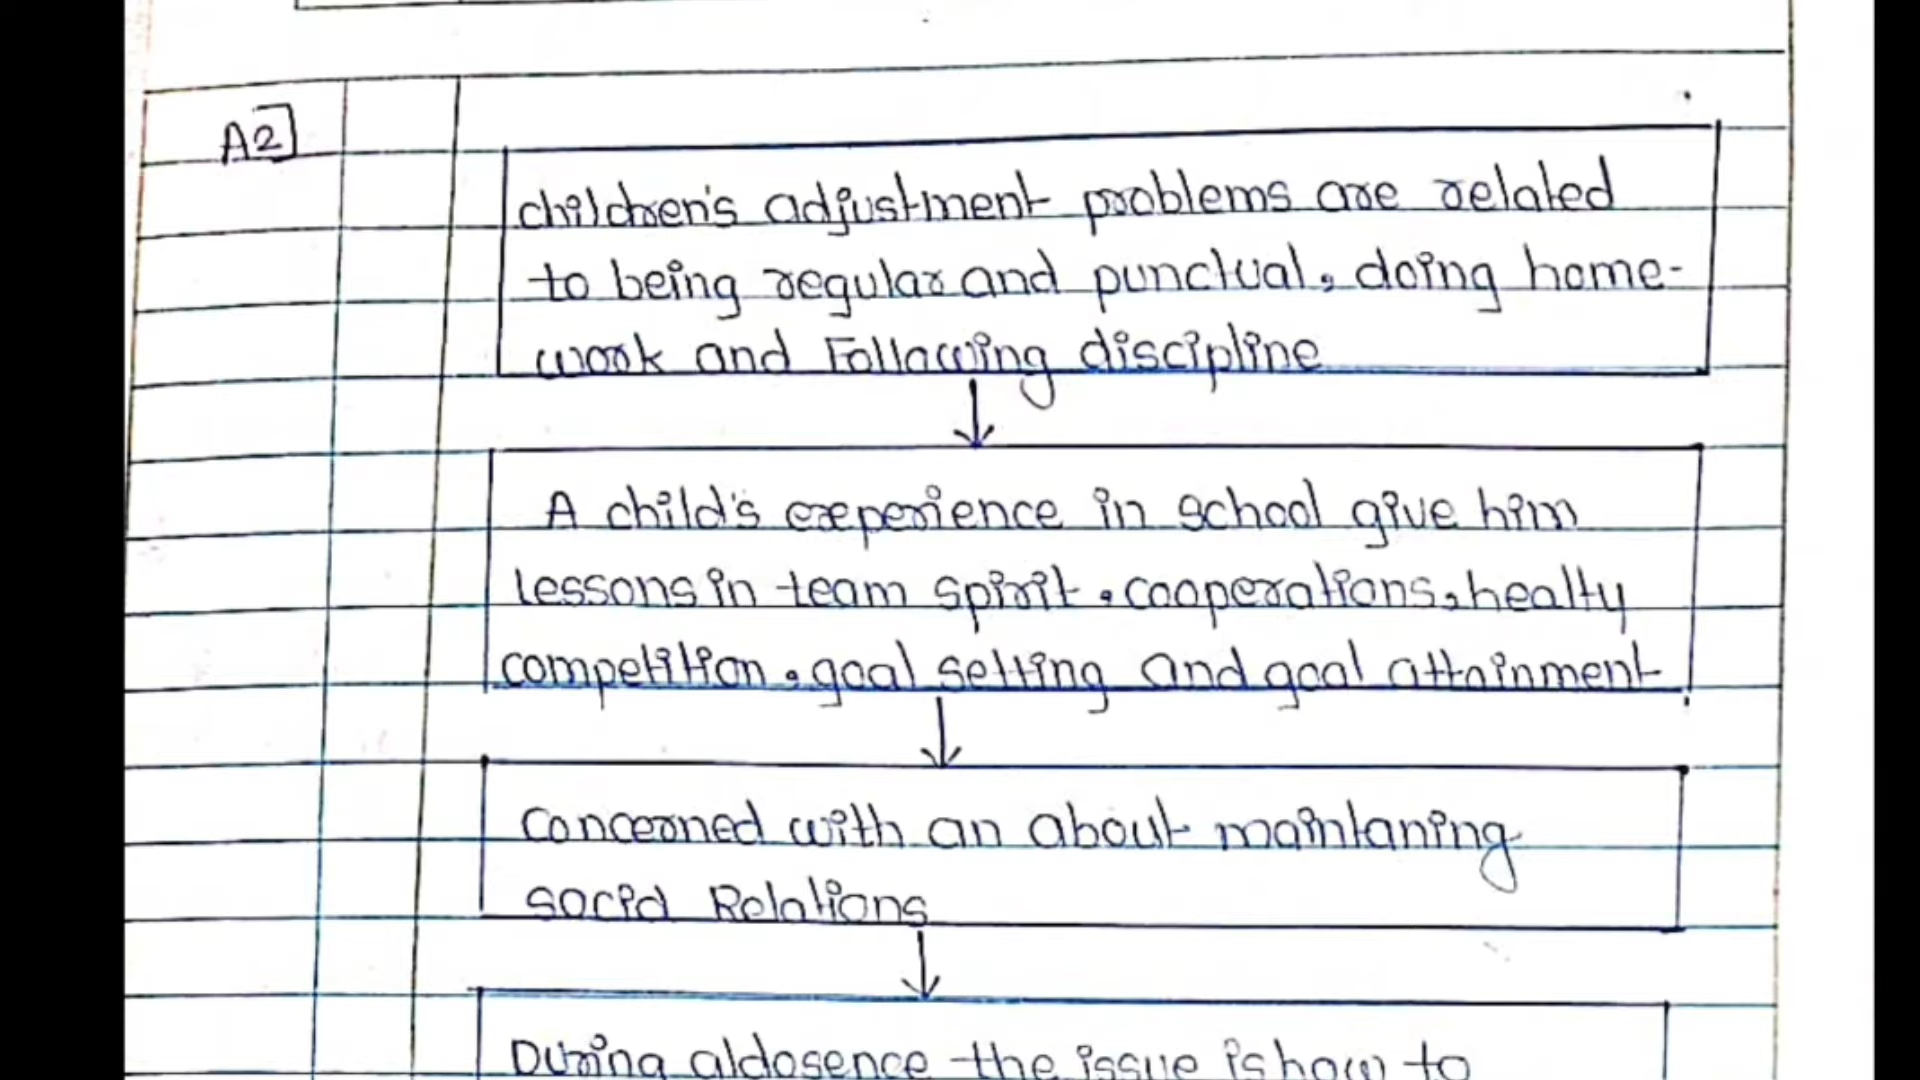 A2]
children's adjustment problems are related
to being regular and punctual, doing home-
work and Following discipline
A child's experience in school give him
lessons in team spirit, cooperations, healty
competition, goal setting and goal attainment
Concerned with an about maintaning
social Relations
During aldosence the issue is how to